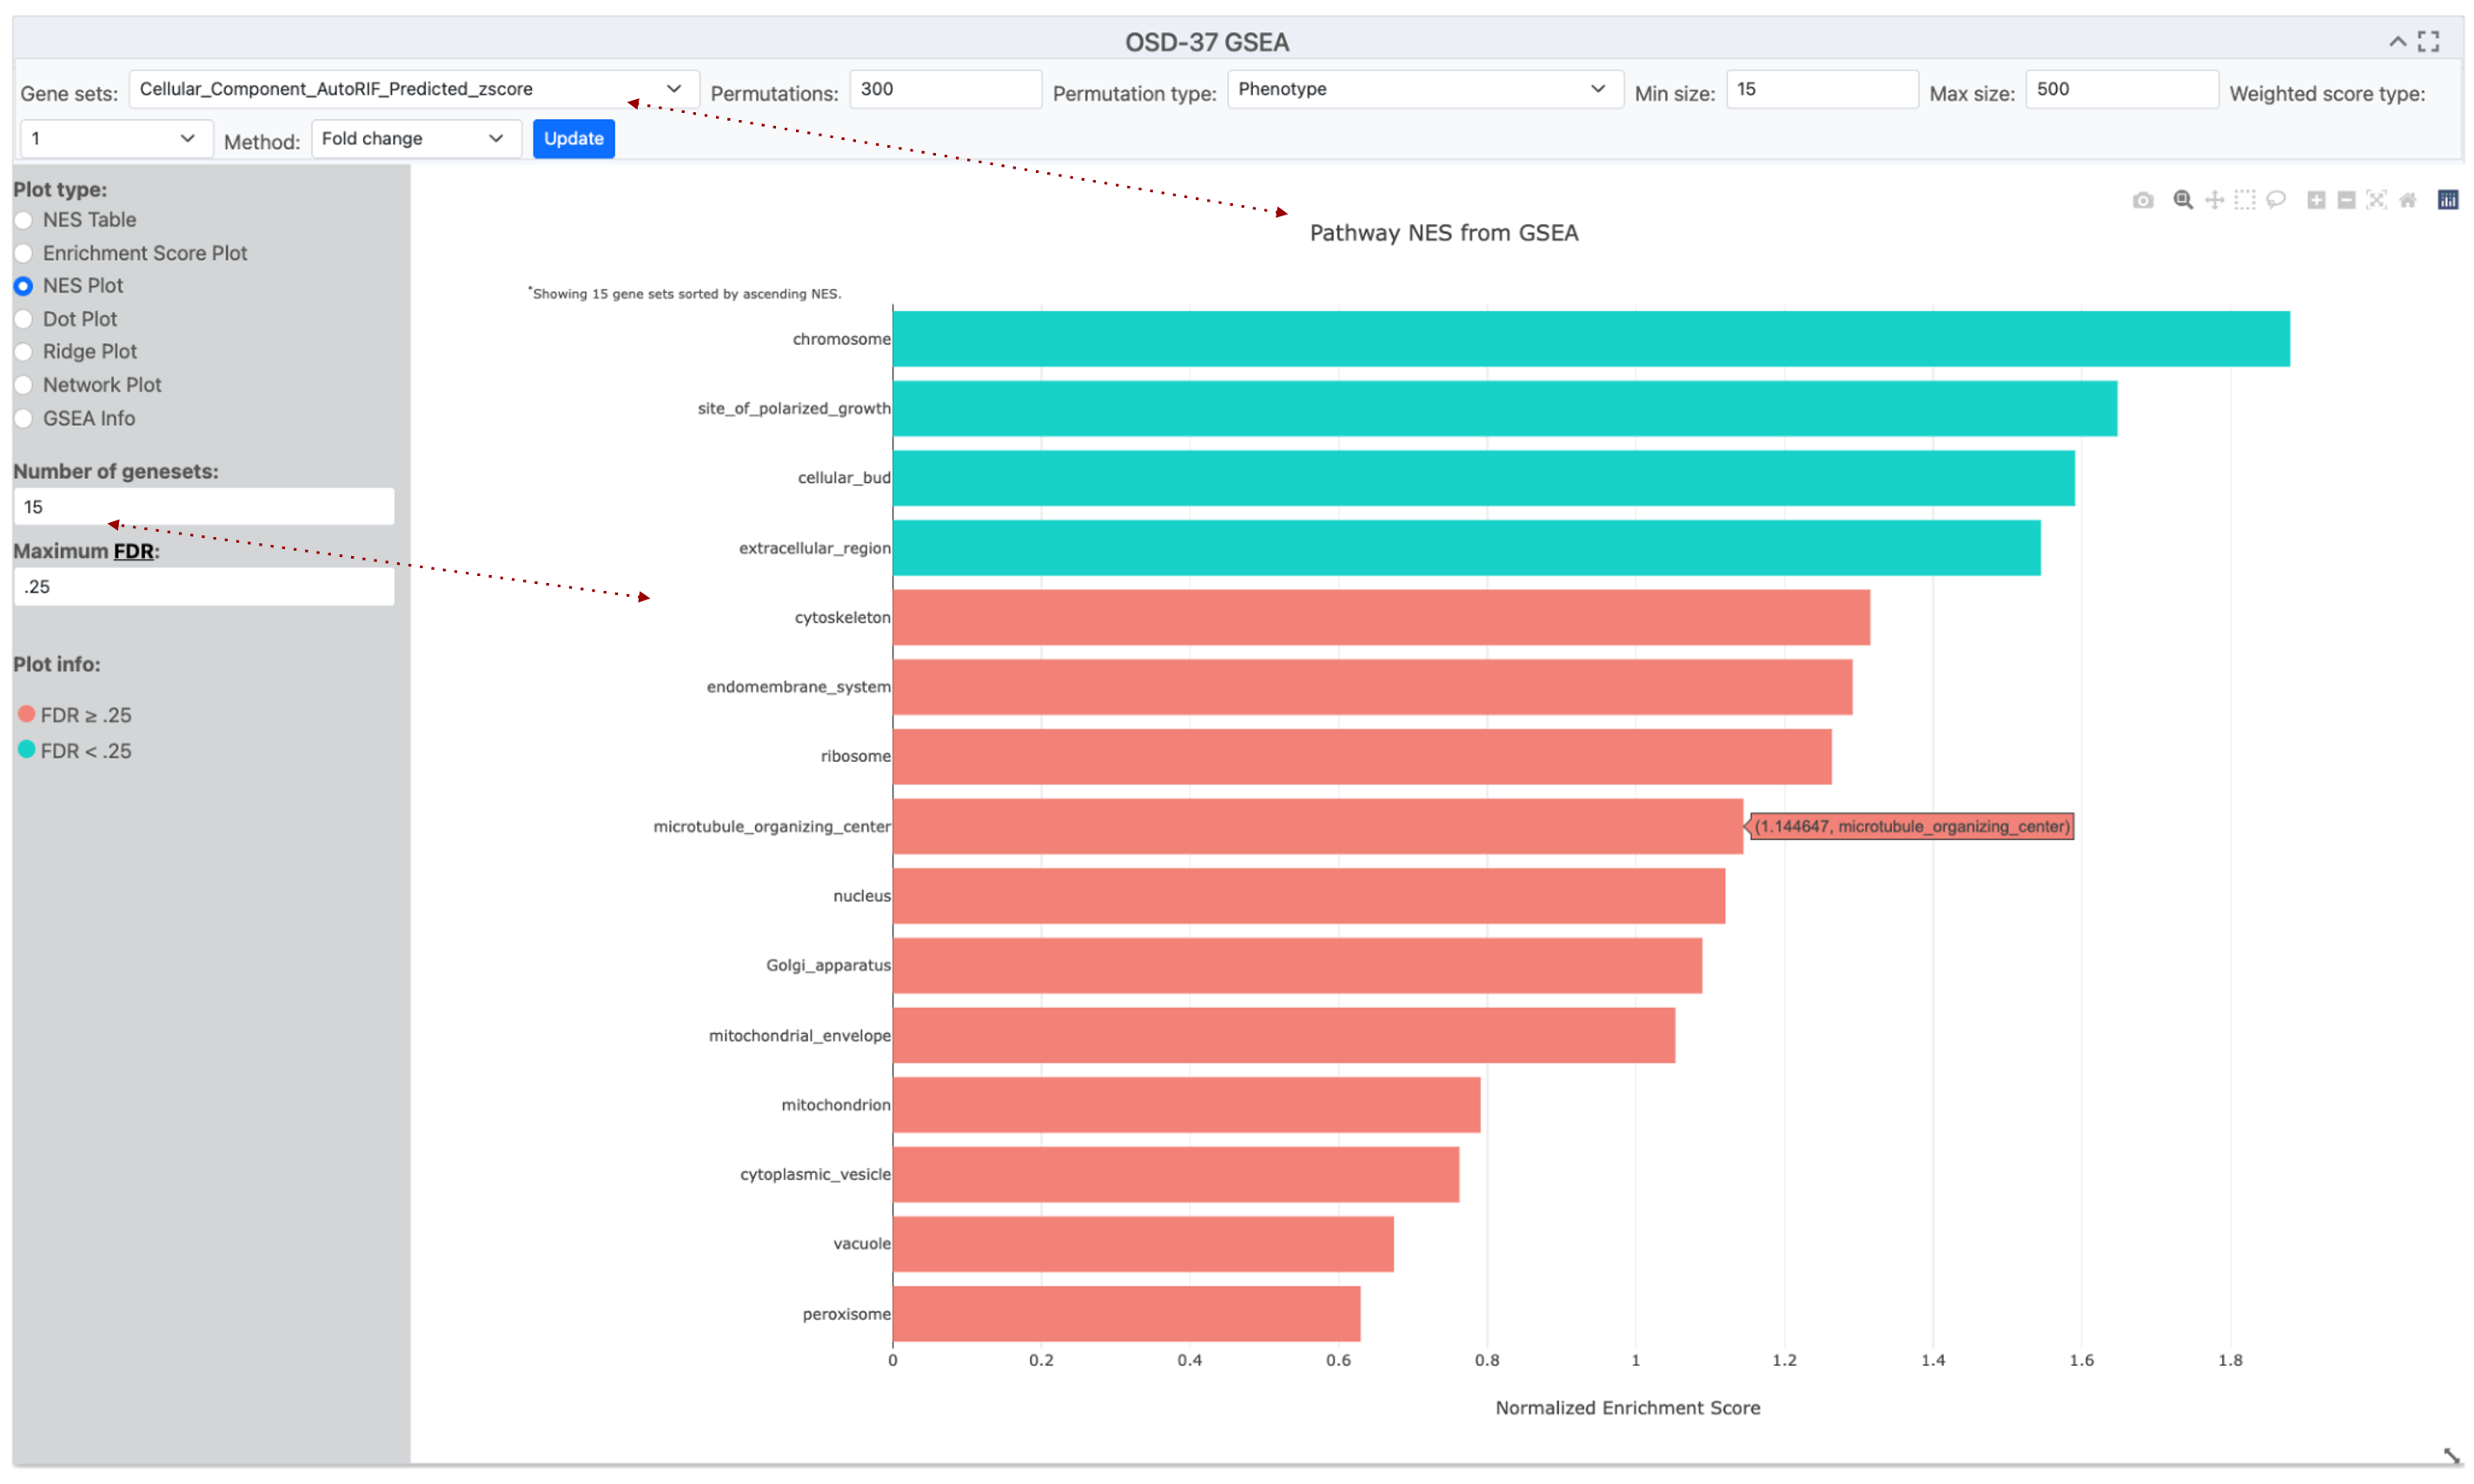 OSD-37 GSEA
Gene sets: Cellular_Component_AutoRIF_Predicted_zscore Permutations: 300 Permutation type: Phenotype Min size: 15 Max size: 500 Weighted score type:
1 Method: Fold change Update
Plot type:
NES Table
Enrichment Score Plot
NES Plot
Dot Plot
Ridge Plot
Network Plot
GSEA Info
Number of genesets:
15
Maximum FDR:
.25
Plot info:
FDR ≥ .25
FDR < .25
Pathway NES from GSEA
*Showing 15 gene sets sorted by ascending NES.
chromosome
site_of_polarized_growth
cellular_bud
extracellular_region
cytoskeleton
endomembrane_system
ribosome
microtubule_organizing_center (1.144647, microtubule_organizing_center)
nucleus
Golgi_apparatus
mitochondrial_envelope
mitochondrion
cytoplasmic_vesicle
vacuole
peroxisome
0 0.2 0.4 0.6 0.8 1 1.2 1.4 1.6 1.8
Normalized Enrichment Score